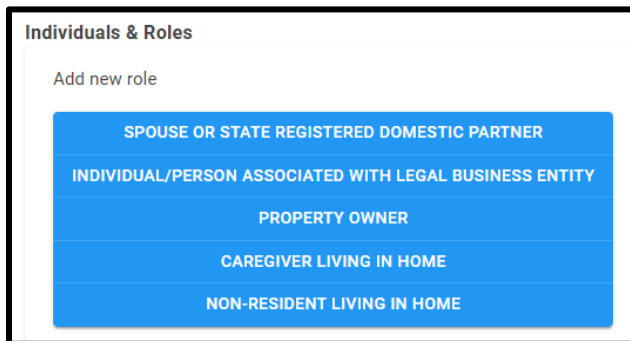 Individuals & Roles
Add new role
SPOUSE OR STATE REGISTERED DOMESTIC PARTNER
INDIVIDUAL/PERSON ASSOCIATED WITH LEGAL BUSINESS ENTITY
PROPERTY OWNER
CAREGIVER LIVING IN HOME
NON-RESIDENT LIVING IN HOME